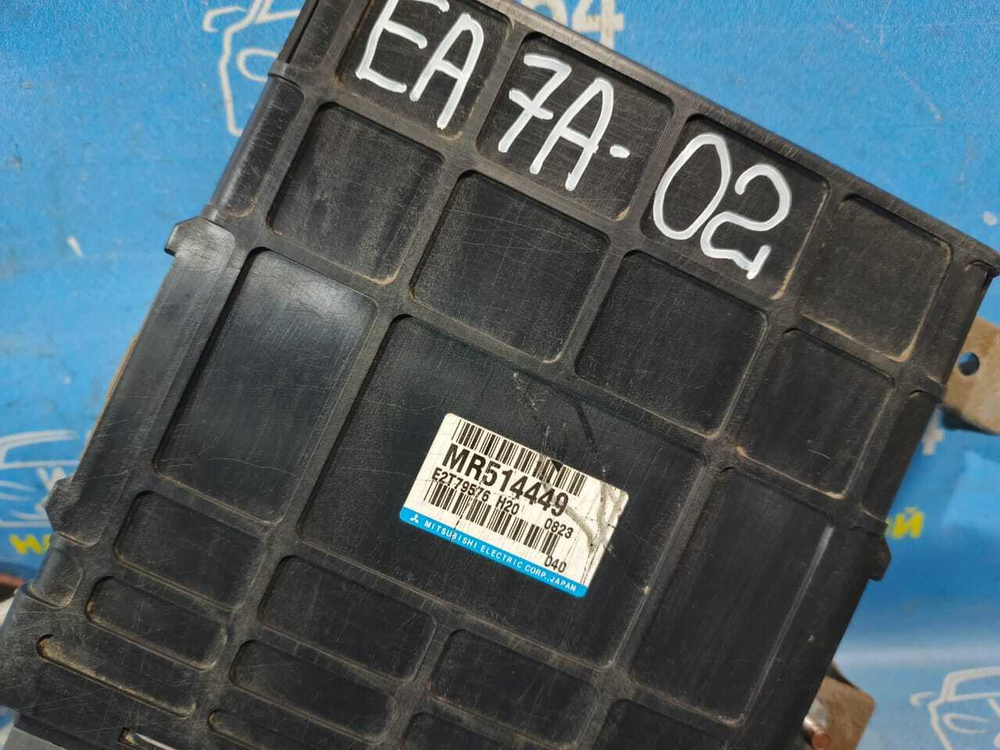 EA 7A-02
MR514449
E2T79576 H20 0823
040
MITSUBISHI ELECTRIC CORP. JAPAN